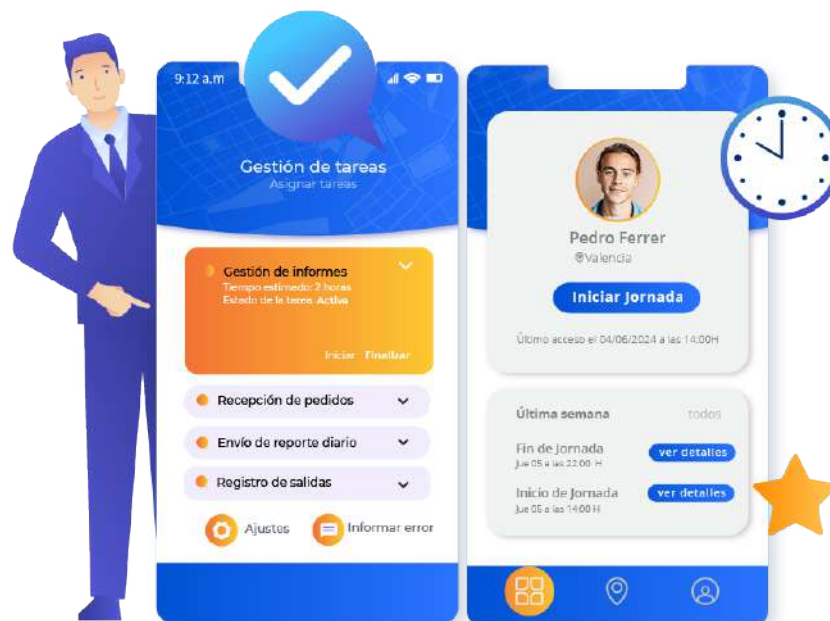 9:12 a.m
Gestión de tareas
Asignar tareas
Gestión de informes
Tiempo estimado: 2 horas
Estado de la tarea Activa
Iniciar Finalizar
Recepción de pedidos
Envío de reporte diario
Registro de salidas
Ajustes
Informar error
Pedro Ferrer
Valencia
Iniciar Jornada
Último acceso el 04/06/2024 a las 14:00H
Última semana todos
Fin de Jornada ver detalles
Jue 05 a las 22:00 H
Inicio de Jornada ver detalles
Jue 05 a las 14:00 H